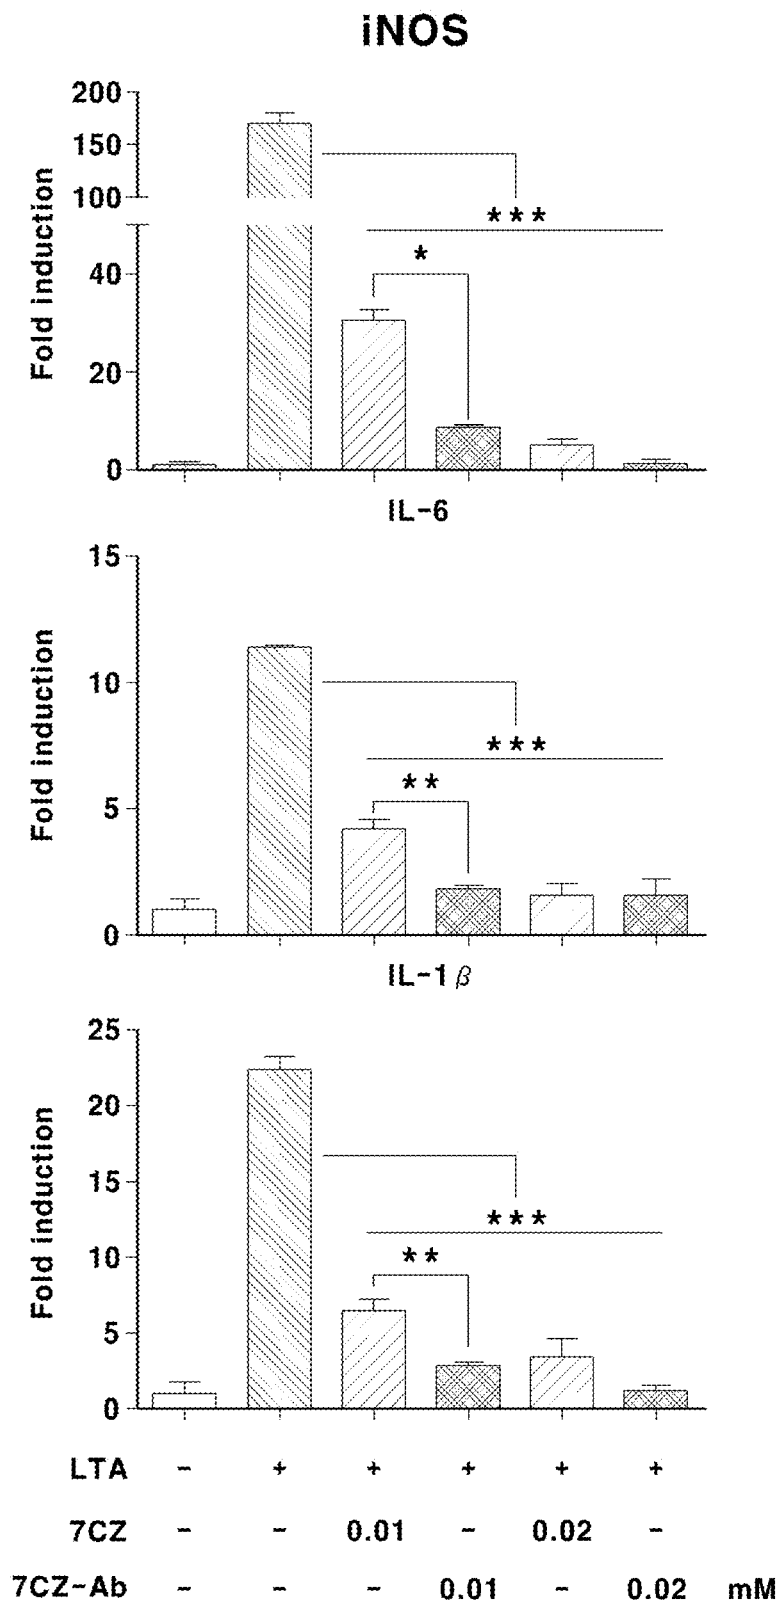 iNOS
200
150
100
40
20
0
Fold induction
***
*
IL-6
15
10
5
0
Fold induction
***
**
IL-1β
25
20
15
10
5
0
Fold induction
***
**
LTA - + + + + +
7CZ - - 0.01 - 0.02 -
7CZ-Ab - - - 0.01 - 0.02 mM